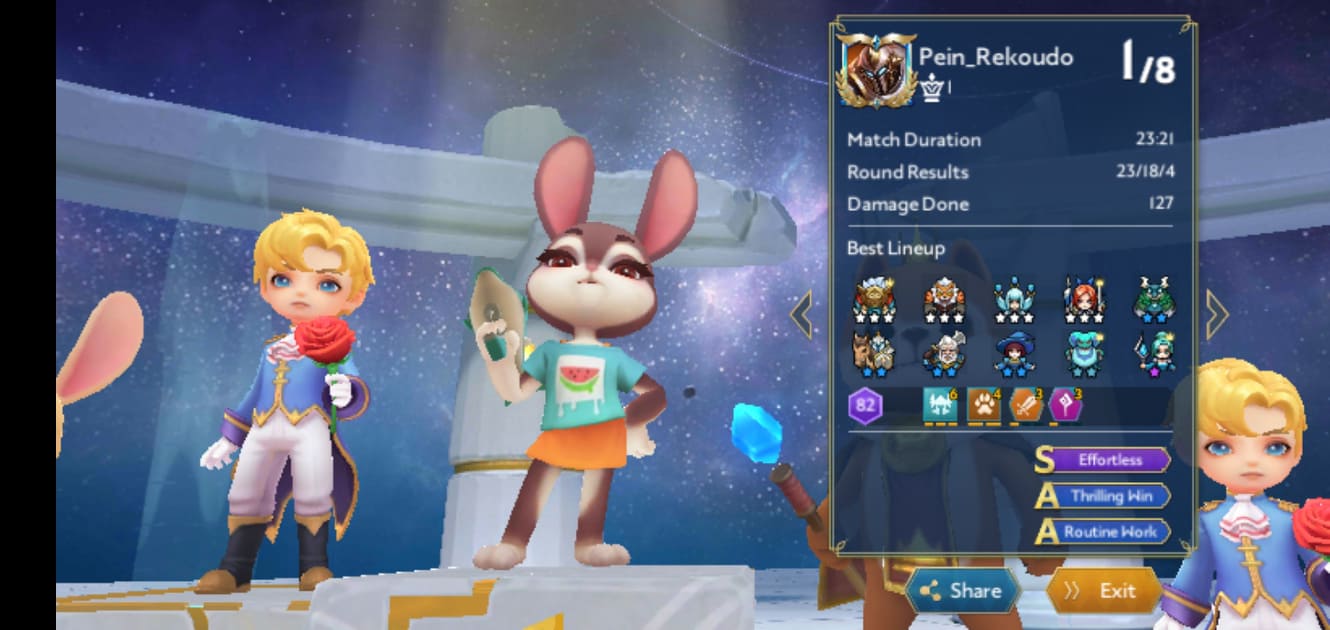 Pein_Rekoudo
1/8
1
Match Duration 23:21
Round Results 23/18/4
Damage Done 127
Best Lineup
82 6 4 3 3
S Effortless
A Thrilling Win
A Routine Work
Share Exit